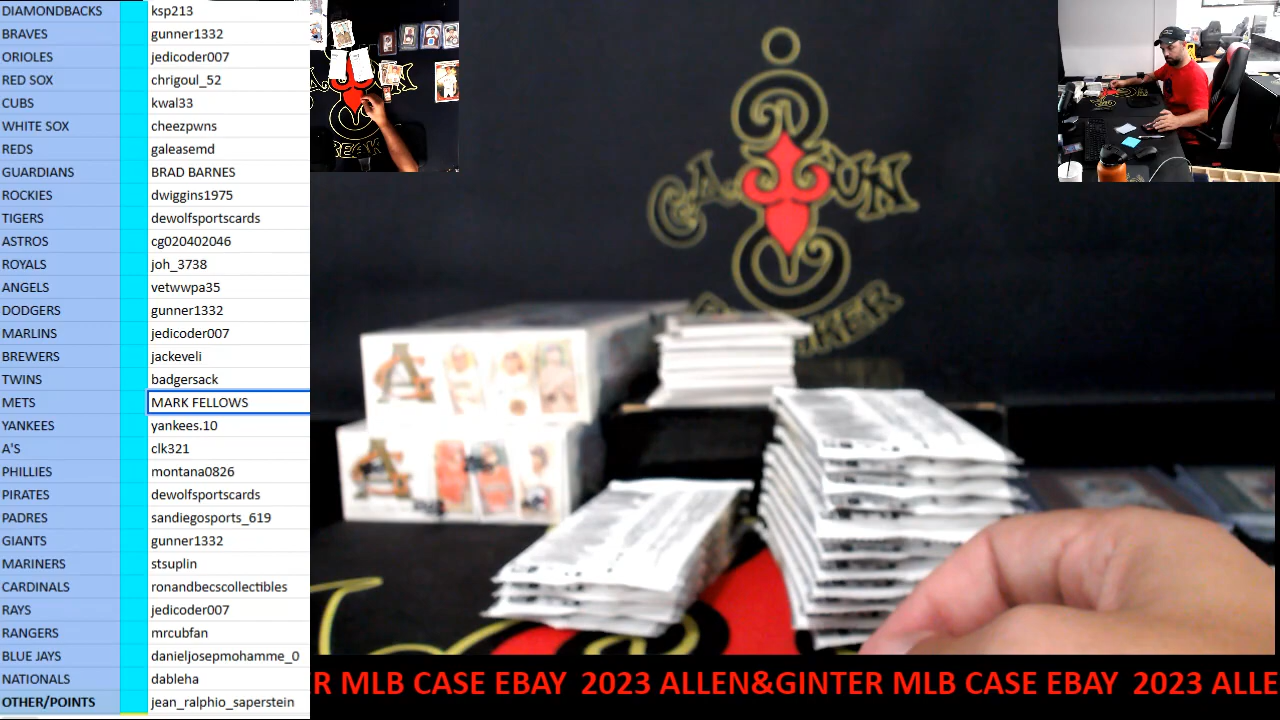 DIAMONDBACKS ksp213
BRAVES gunner1332
ORIOLES jedicoder007
RED SOX chrigoul_52
CUBS kwal33
WHITE SOX cheezpwns
REDS galeasemd
GUARDIANS BRAD BARNES
ROCKIES dwiggins1975
TIGERS dewolfsportscards
ASTROS cg020402046
ROYALS joh_3738
ANGELS vetwwpa35
DODGERS gunner1332
MARLINS jedicoder007
BREWERS jackeveli
TWINS badgersack
METS MARK FELLOWS
YANKEES yankees.10
A'S clk321
PHILLIES montana0826
PIRATES dewolfsportscards
PADRES sandiegosports_619
GIANTS gunner1332
MARINERS stsuplin
CARDINALS ronandbecscollectibles
RAYS jedicoder007
RANGERS mrcubfan
BLUE JAYS danieljosepmohamme_0
NATIONALS dableha
OTHER/POINTS jean_ralphio_saperstein
R MLB CASE EBAY 2023 ALLEN&GINTER MLB CASE EBAY 2023 ALLE